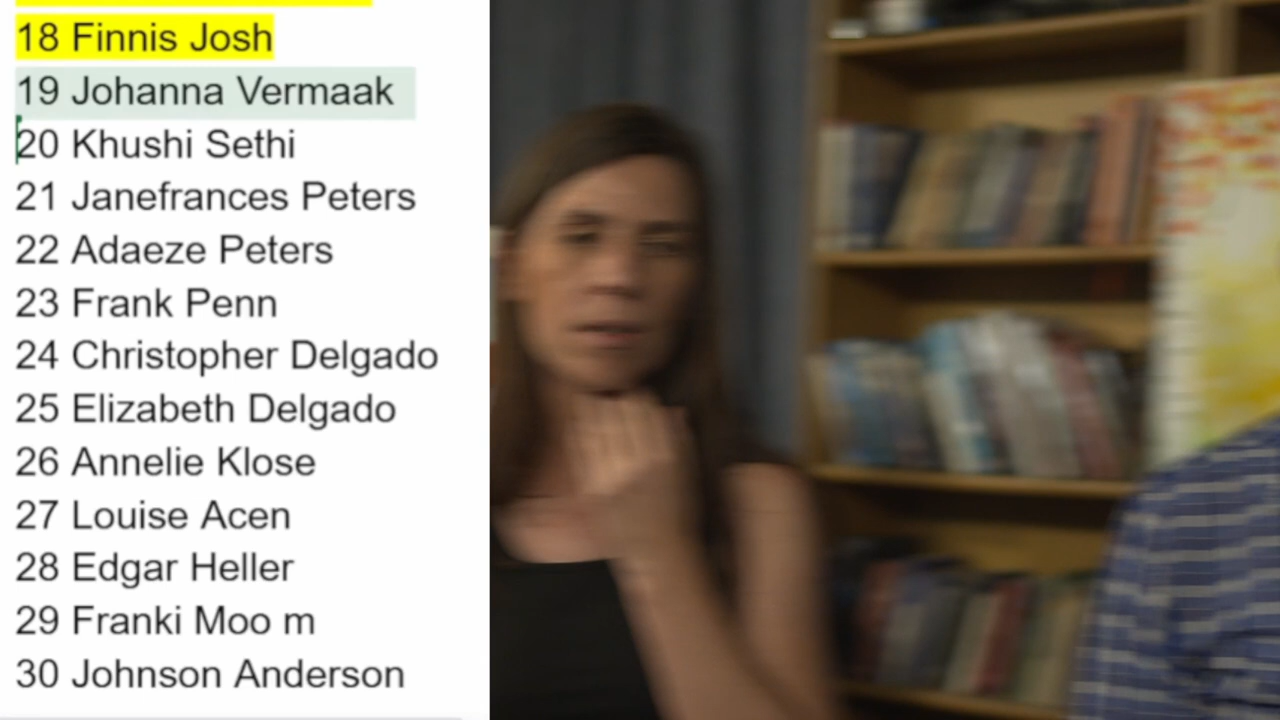 18 Finnis Josh
19 Johanna Vermaak
20 Khushi Sethi
21 Janefrances Peters
22 Adaeze Peters
23 Frank Penn
24 Christopher Delgado
25 Elizabeth Delgado
26 Annelie Klose
27 Louise Acen
28 Edgar Heller
29 Franki Moo m
30 Johnson Anderson